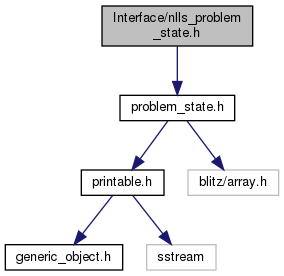 Interface/nlls_problem
_state.h
problem_state.h
printable.h
blitz/array.h
generic_object.h
sstream